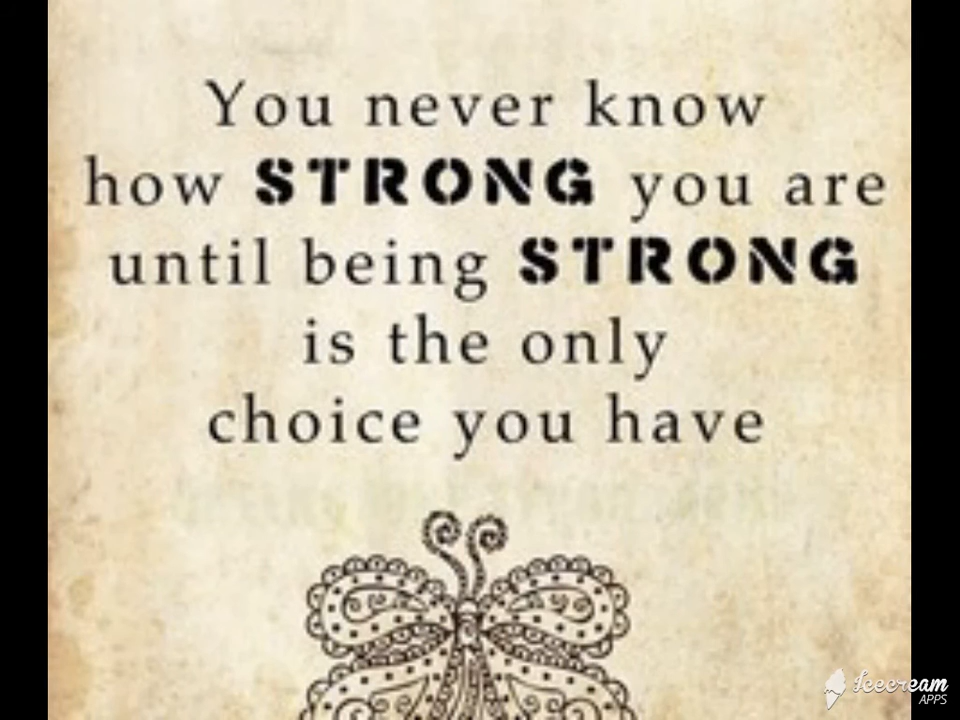 You never know
how STRONG you are
until being STRONG
is the only
choice you have
Icecream
APPS